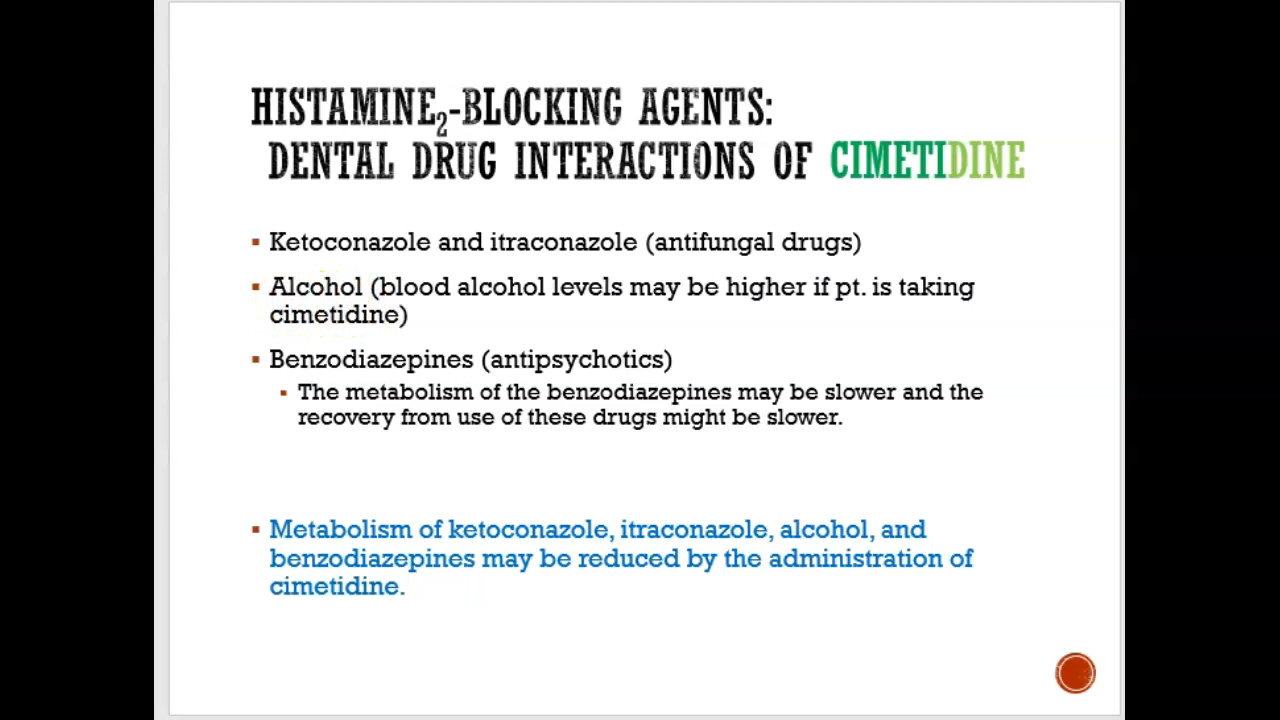 HISTAMINE₂-BLOCKING AGENTS:
DENTAL DRUG INTERACTIONS OF CIMETIDINE
▪ Ketoconazole and itraconazole (antifungal drugs)
▪ Alcohol (blood alcohol levels may be higher if pt. is taking
cimetidine)
▪ Benzodiazepines (antipsychotics)
▪ The metabolism of the benzodiazepines may be slower and the
recovery from use of these drugs might be slower.
▪ Metabolism of ketoconazole, itraconazole, alcohol, and
benzodiazepines may be reduced by the administration of
cimetidine.